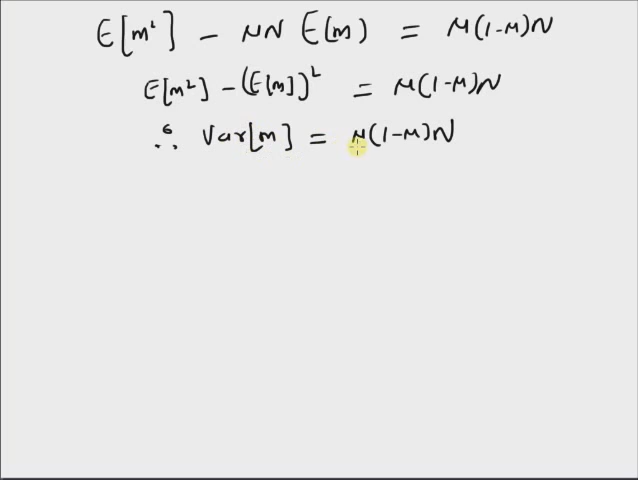 E[m²] - μN E(m) = μ(1-μ)N
E[m²] - (E[m])² = μ(1-μ)N
∴ Var[m] = μ(1-μ)N